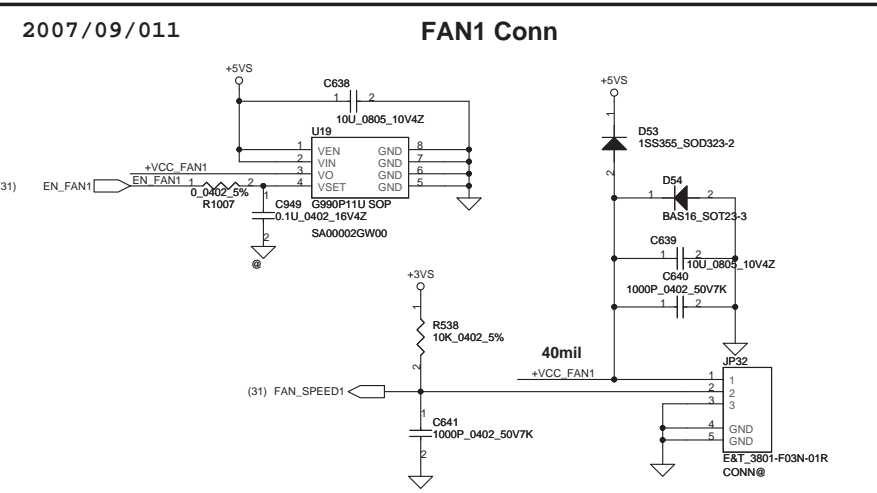 2007/09/011
FAN1 Conn
+5VS
C638
1 2
10U_0805_10V4Z
U19
1 VEN GND 8
2 VIN GND 7
3 VO GND 6
4 VSET GND 5
+VCC_FAN1
31) EN_FAN1
EN_FAN1 1 2
0_0402_5%
R1007
G990P11U SOP
SA00002GW00
1
C949
0.1U_0402_16V4Z
2
@
+5VS
1
D53
1SS355_SOD323-2
2
D54
1 2
BAS16_SOT23-3
C639
1 2
10U_0805_10V4Z
C640
1000P_0402_50V7K
1 2
+3VS
1
R538
10K_0402_5%
2
40mil
+VCC_FAN1
(31) FAN_SPEED1
1
C641
1000P_0402_50V7K
2
JP32
1 1
2 2
3 3
4 GND
5 GND
E&T_3801-F03N-01R
CONN@